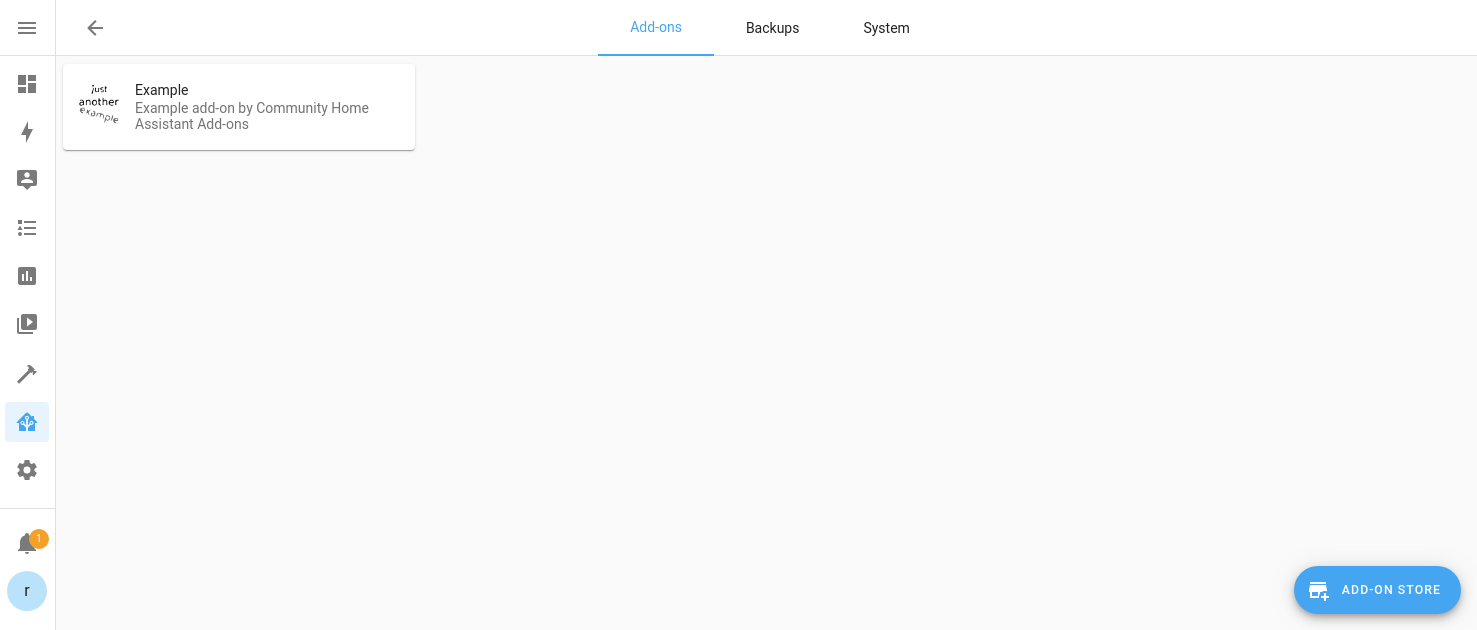 Add-ons
Backups
System
just
another
example
Example
Example add-on by Community Home
Assistant Add-ons
1
r
ADD-ON STORE